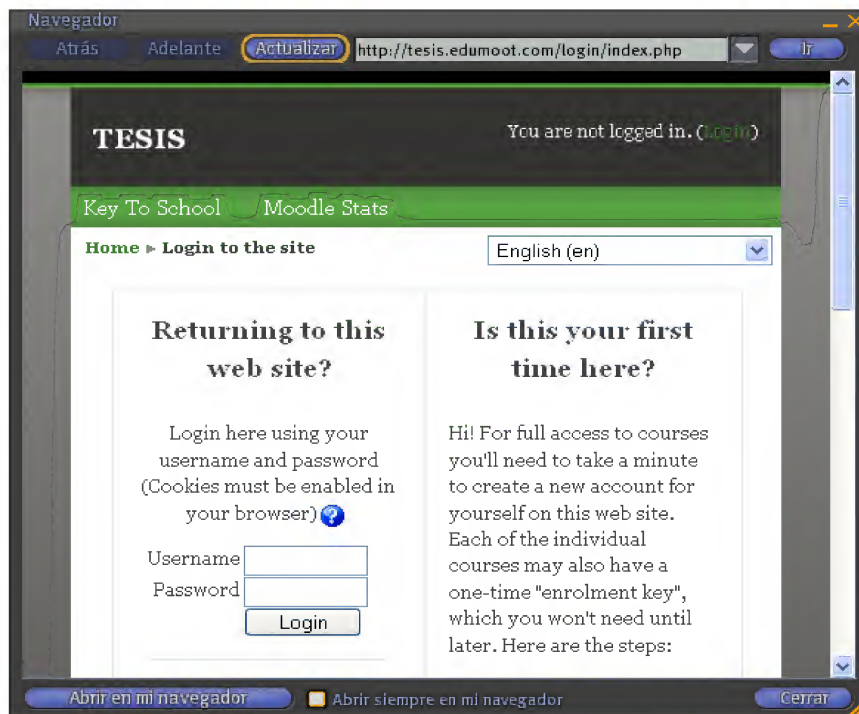 Navegador
Atrás Adelante Actualizar http://tesis.edumoot.com/login/index.php Ir
TESIS
You are not logged in. (Login)
Key To School Moodle Stats
Home ► Login to the site
English (en)
Returning to this
web site?
Login here using your
username and password
(Cookies must be enabled in
your browser)
Username
Password
Login
Is this your first
time here?
Hi! For full access to courses
you'll need to take a minute
to create a new account for
yourself on this web site.
Each of the individual
courses may also have a
one-time "enrolment key",
which you won't need until
later. Here are the steps:
Abrir en mi navegador Abrir siempre en mi navegador Cerrar